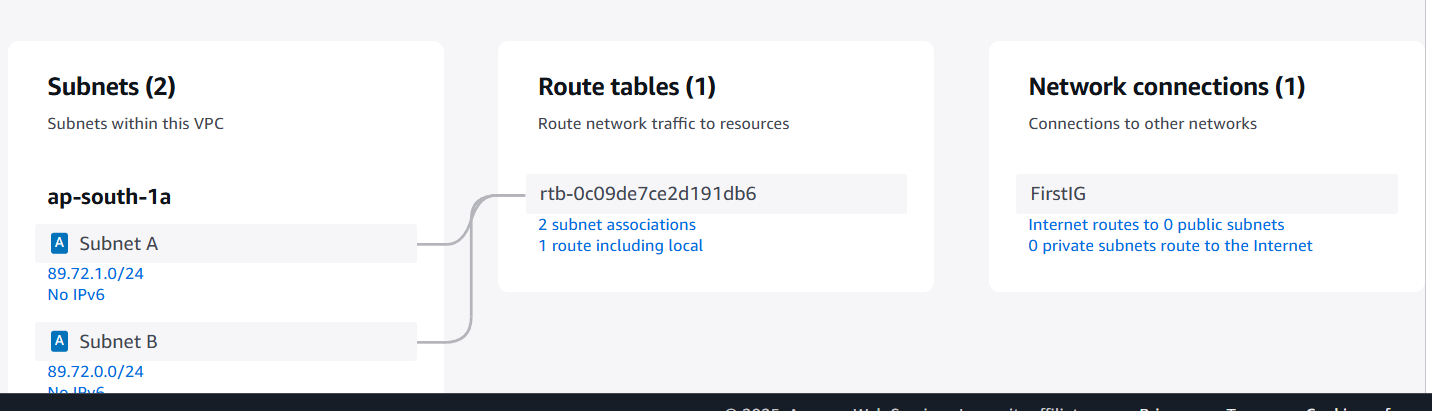 Subnets (2)
Subnets within this VPC
ap-south-1a
A Subnet A
89.72.1.0/24
No IPv6
A Subnet B
89.72.0.0/24
No IPv6
Route tables (1)
Route network traffic to resources
rtb-0c09de7ce2d191db6
2 subnet associations
1 route including local
Network connections (1)
Connections to other networks
FirstIG
Internet routes to 0 public subnets
0 private subnets route to the Internet